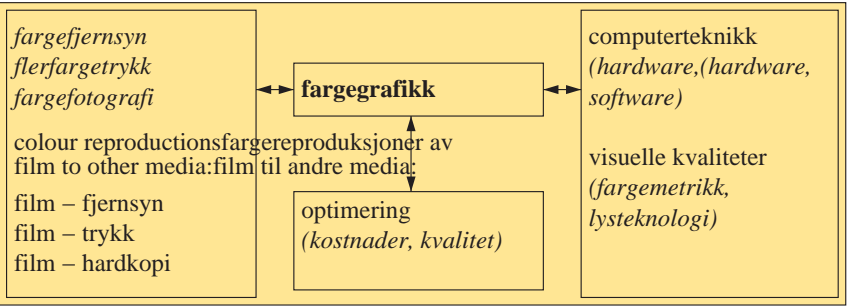 fargefjernsyn
flerfargetrykk
fargefotografi
colour reproductionsfargereproduksjoner av
film to other media:film til andre media:
film – fjernsyn
film – trykk
film – hardkopi
fargegrafikk
optimering
(kostnader, kvalitet)
computerteknikk
(hardware,(hardware,
software)
visuelle kvaliteter
(fargemetrikk,
lysteknologi)